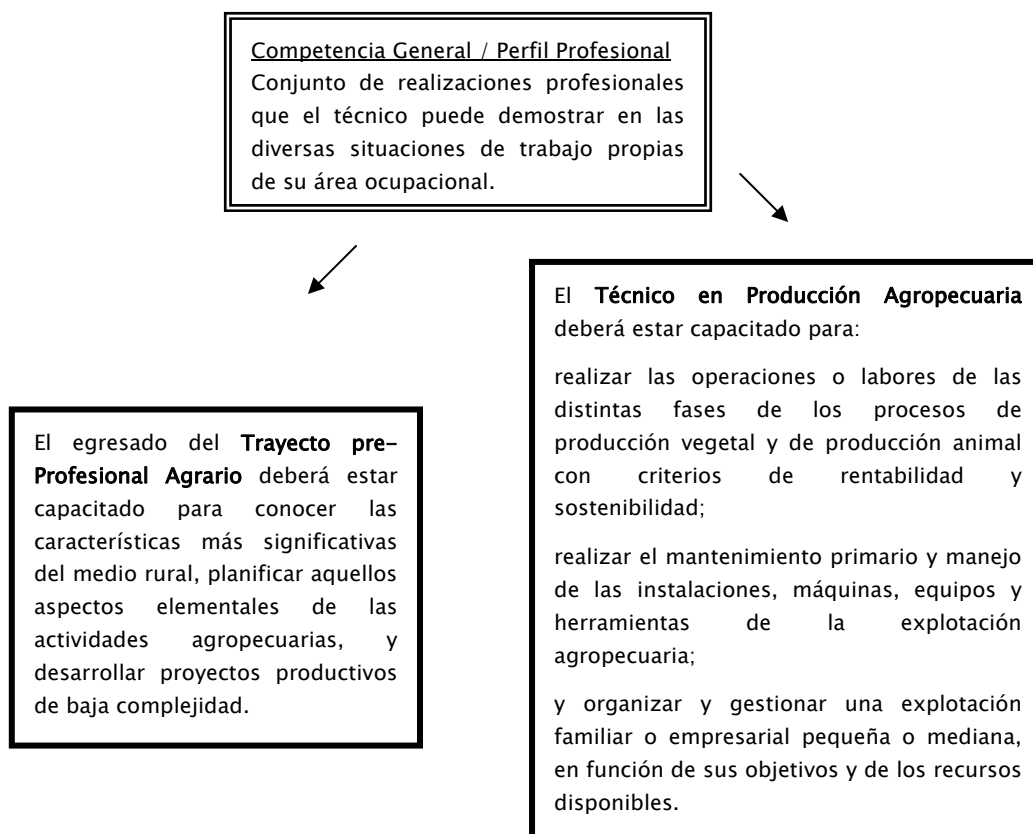 Competencia General / Perfil Profesional
Conjunto de realizaciones profesionales
que el técnico puede demostrar en las
diversas situaciones de trabajo propias
de su área ocupacional.
El egresado del Trayecto pre-
Profesional Agrario deberá estar
capacitado para conocer las
características más significativas
del medio rural, planificar aquellos
aspectos elementales de las
actividades agropecuarias, y
desarrollar proyectos productivos
de baja complejidad.
El Técnico en Producción Agropecuaria
deberá estar capacitado para:
realizar las operaciones o labores de las
distintas fases de los procesos de
producción vegetal y de producción animal
con criterios de rentabilidad y
sostenibilidad;
realizar el mantenimiento primario y manejo
de las instalaciones, máquinas, equipos y
herramientas de la explotación
agropecuaria;
y organizar y gestionar una explotación
familiar o empresarial pequeña o mediana,
en función de sus objetivos y de los recursos
disponibles.